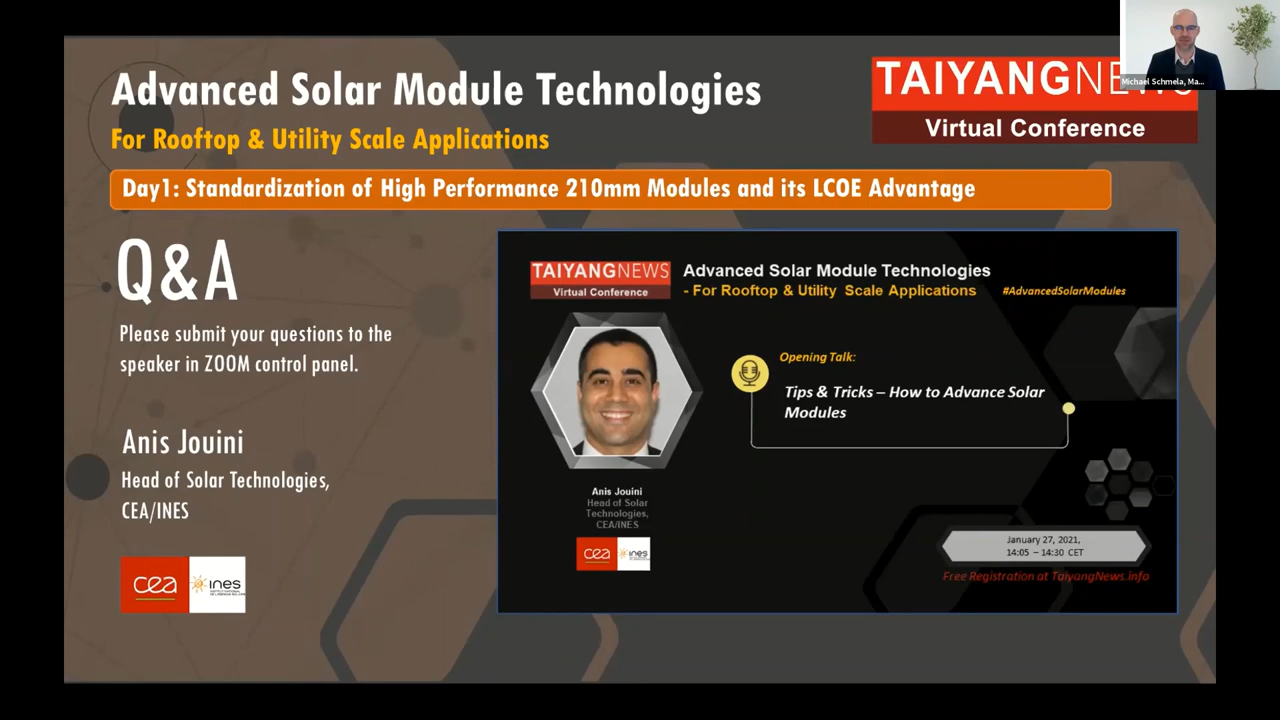 Advanced Solar Module Technologies
For Rooftop & Utility Scale Applications
TAIYANGNEWS
Virtual Conference
Michael Schmela, Ma...
Day1: Standardization of High Performance 210mm Modules and its LCOE Advantage
Q&A
Please submit your questions to the
speaker in ZOOM control panel.
Anis Jouini
Head of Solar Technologies,
CEA/INES
cea
ines
TAIYANGNEWS
Virtual Conference
Advanced Solar Module Technologies
- For Rooftop & Utility Scale Applications
#AdvancedSolarModules
Opening Talk:
Tips & Tricks – How to Advance Solar
Modules
Anis Jouini
Head of Solar
Technologies,
CEA/INES
cea
ines
January 27, 2021,
14:05 – 14:30 CET
Free Registration at TaiyangNews.info